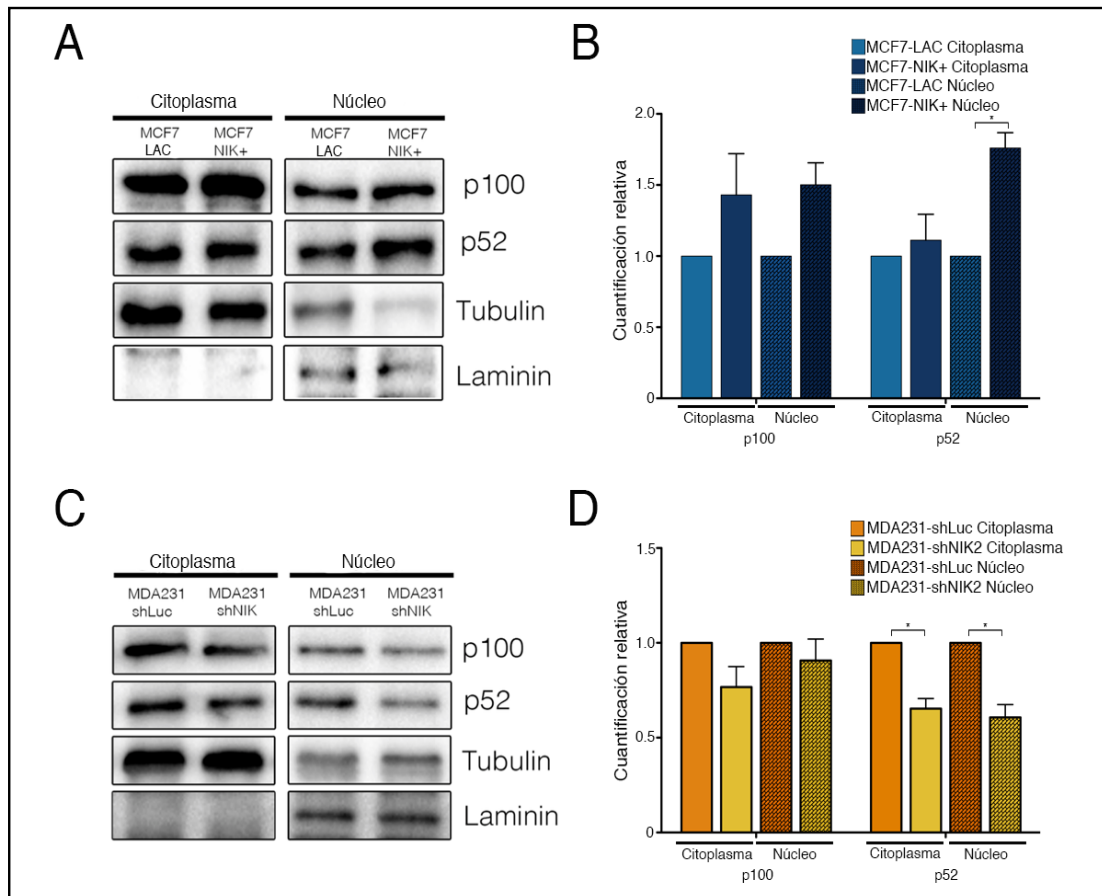 A
Citoplasma
Núcleo
MCF7 LAC
MCF7 NIK+
MCF7 LAC
MCF7 NIK+
p100
p52
Tubulin
Laminin
B
MCF7-LAC Citoplasma
MCF7-NIK+ Citoplasma
MCF7-LAC Núcleo
MCF7-NIK+ Núcleo
Cuantificación relativa
2.0
1.5
1.0
0.5
0
*
Citoplasma
Núcleo
Citoplasma
Núcleo
p100
p52
C
Citoplasma
Núcleo
MDA231 shLuc
MDA231 shNIK
MDA231 shLuc
MDA231 shNIK
p100
p52
Tubulin
Laminin
D
MDA231-shLuc Citoplasma
MDA231-shNIK2 Citoplasma
MDA231-shLuc Núcleo
MDA231-shNIK2 Núcleo
Cuantificación relativa
1.5
1.0
0.5
0
*
*
Citoplasma
Núcleo
Citoplasma
Núcleo
p100
p52